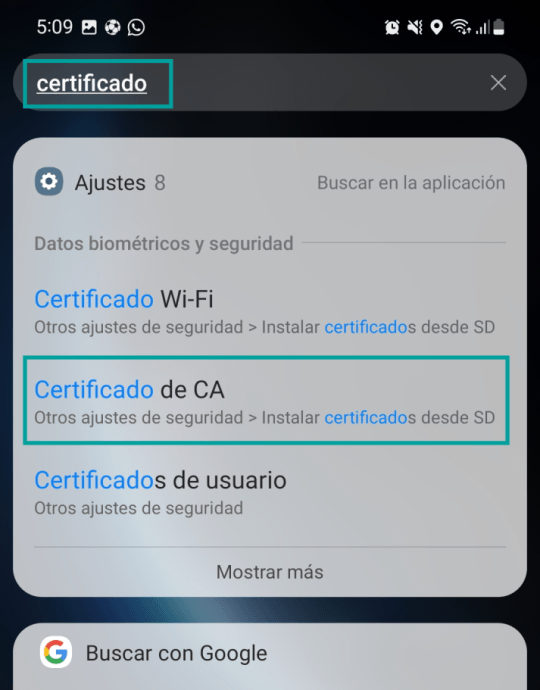 5:09
certificado
Ajustes 8
Buscar en la aplicación
Datos biométricos y seguridad
Certificado Wi-Fi
Otros ajustes de seguridad > Instalar certificados desde SD
Certificado de CA
Otros ajustes de seguridad > Instalar certificados desde SD
Certificados de usuario
Otros ajustes de seguridad
Mostrar más
Buscar con Google